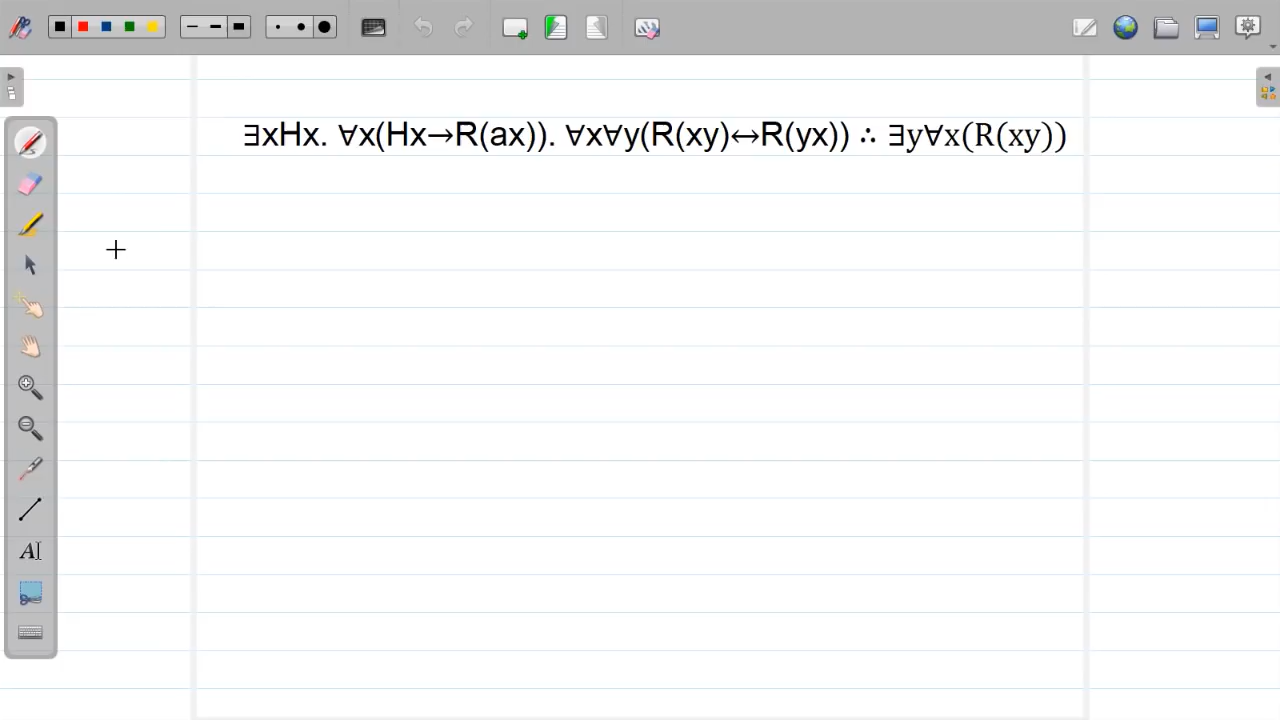 ∃xHx. ∀x(Hx→R(ax)). ∀x∀y(R(xy)↔R(yx)) ∴ ∃y∀x(R(xy))